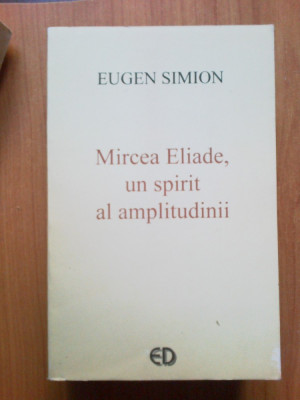 EUGEN SIMION
Mircea Eliade,
un spirit
al amplitudinii
ED